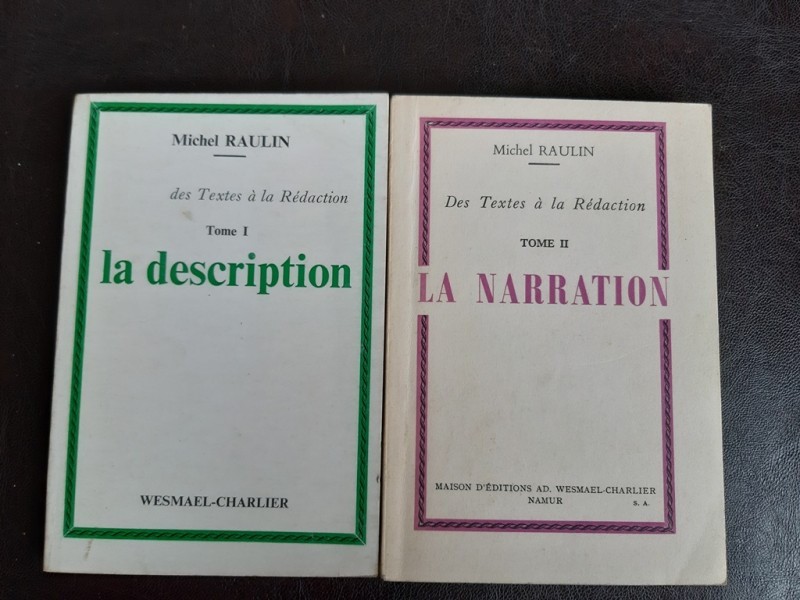 Michel RAULIN
des Textes à la Rédaction
Tome I
la description
WESMAEL-CHARLIER
Michel RAULIN
Des Textes à la Rédaction
TOME II
LA NARRATION
MAISON D'ÉDITIONS AD. WESMAEL-CHARLIER
NAMUR S. A.